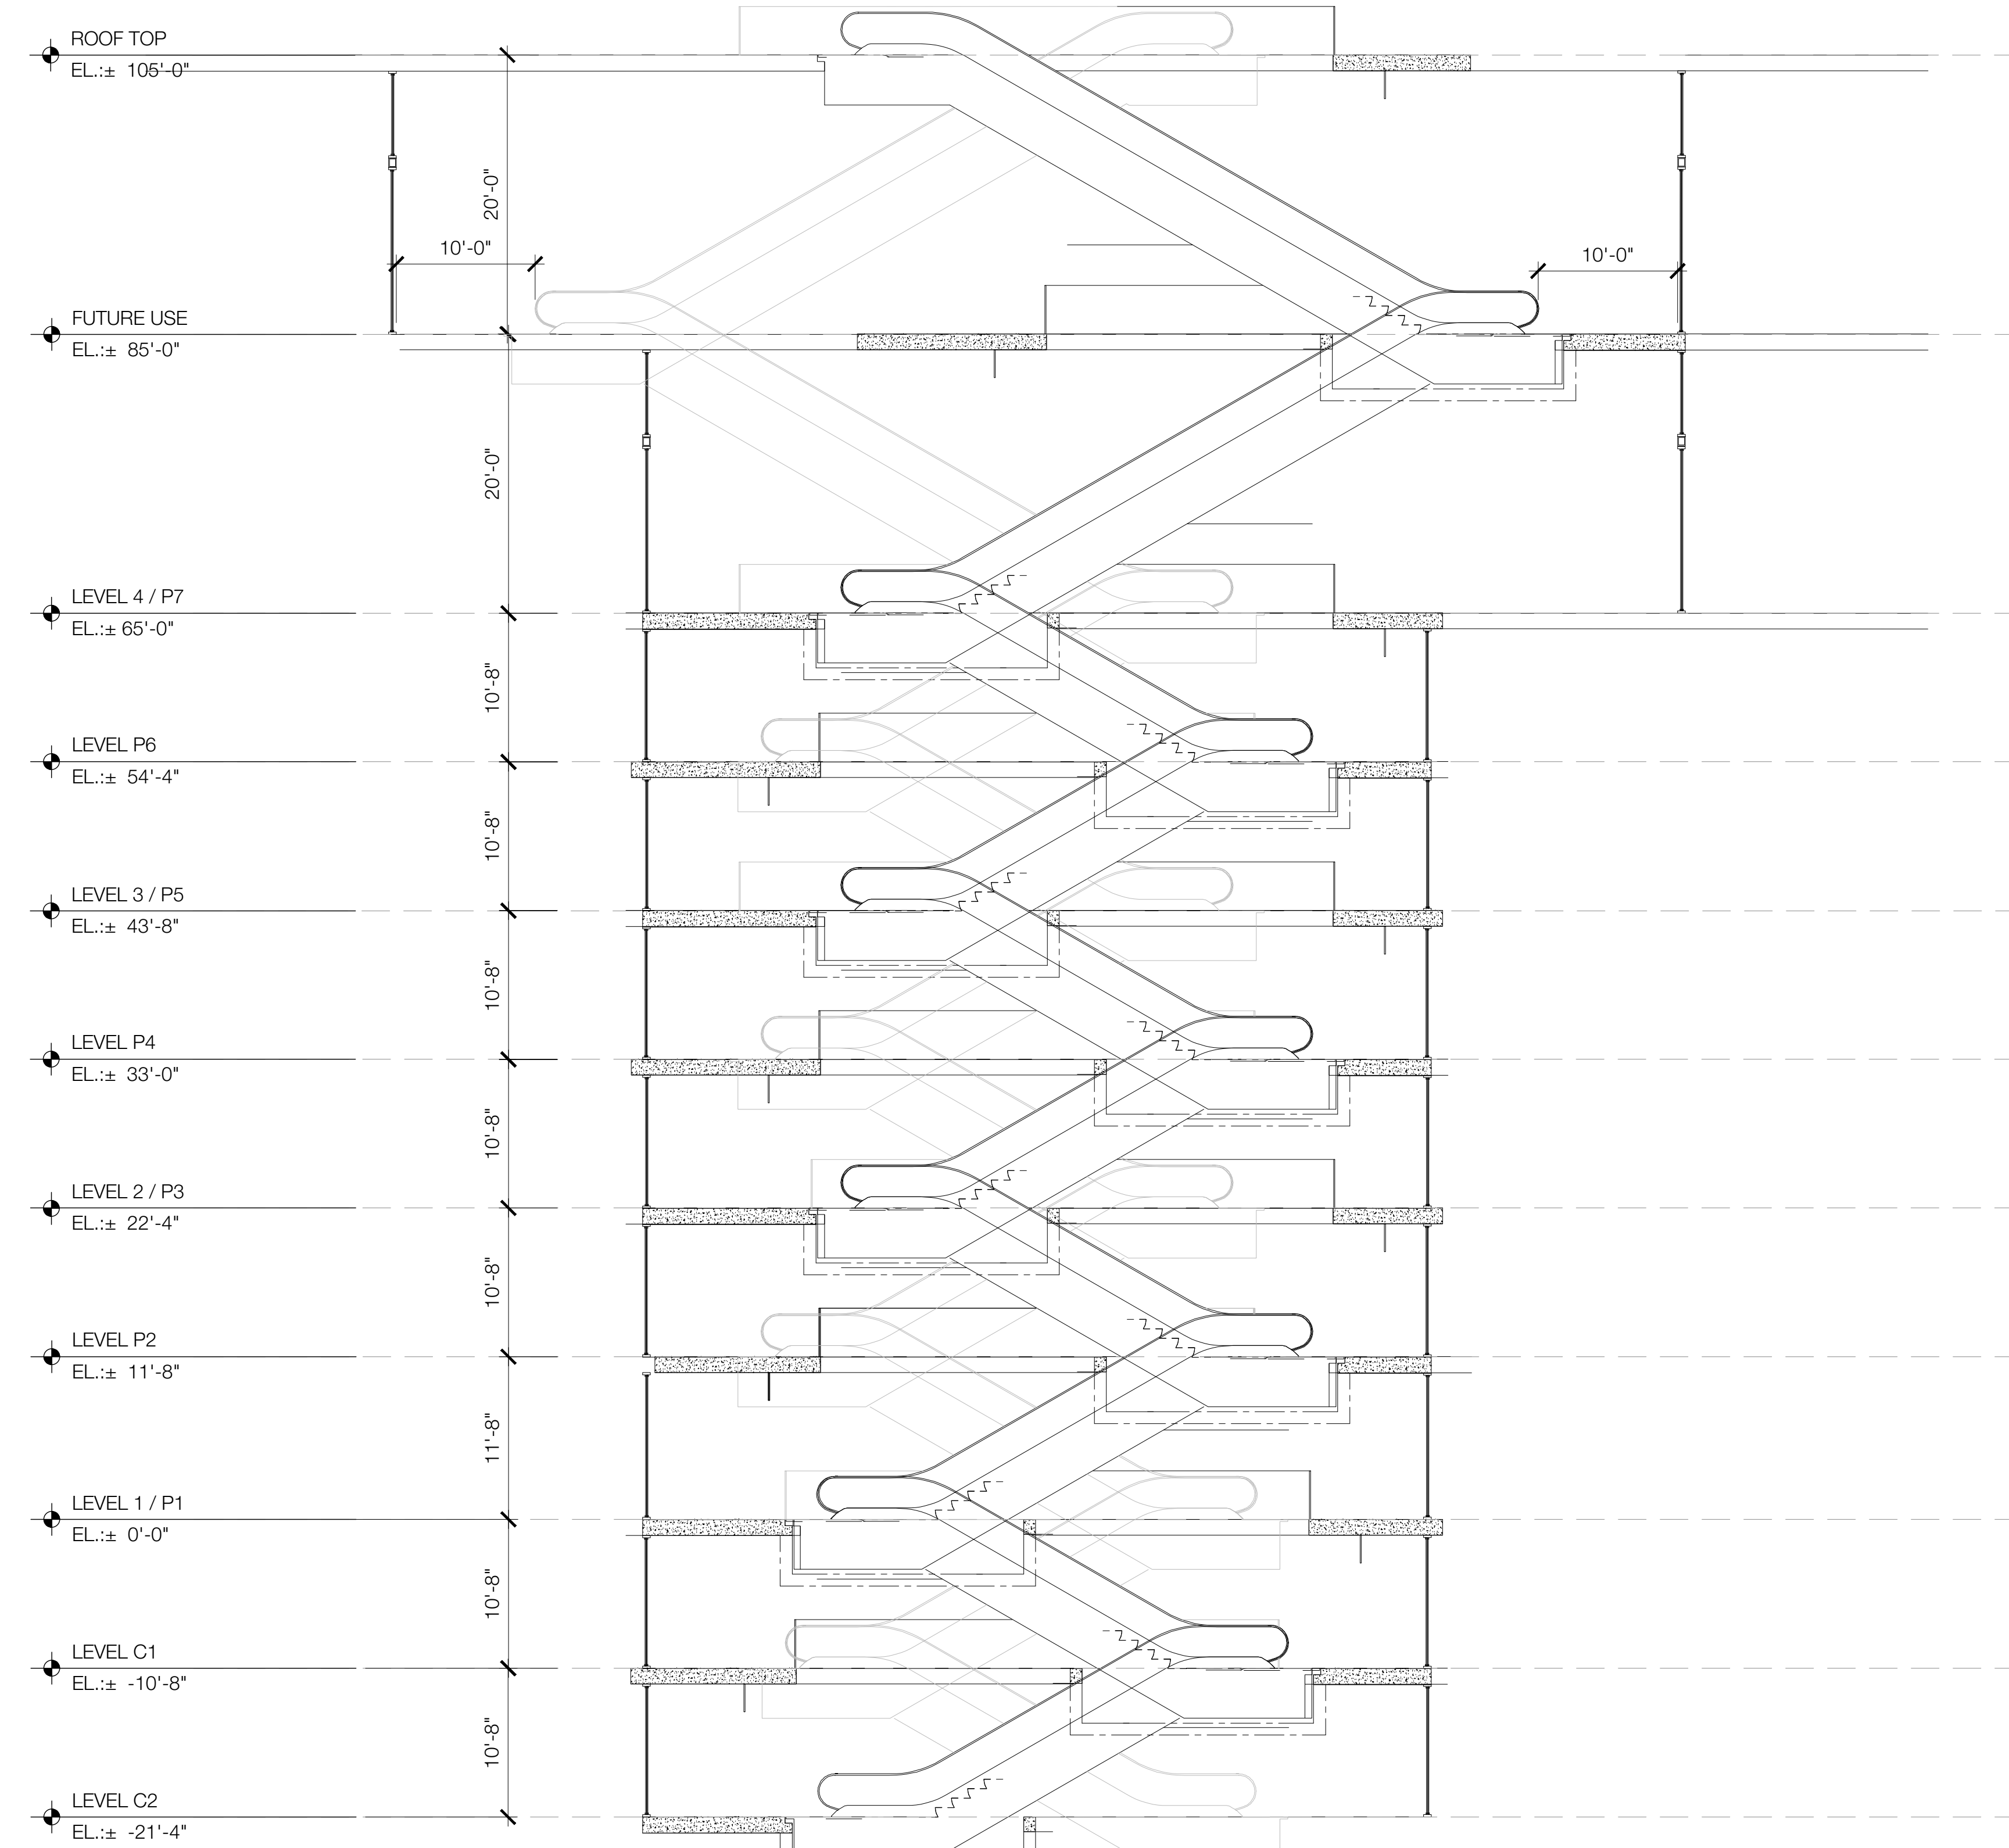 ROOF TOP
EL.:± 105'-0"
20'-0"
10'-0"
10'-0"
FUTURE USE
EL.:± 85'-0"
20'-0"
LEVEL 4 / P7
EL.:± 65'-0"
10'-8"
LEVEL P6
EL.:± 54'-4"
10'-8"
LEVEL 3 / P5
EL.:± 43'-8"
10'-8"
LEVEL P4
EL.:± 33'-0"
10'-8"
LEVEL 2 / P3
EL.:± 22'-4"
10'-8"
LEVEL P2
EL.:± 11'-8"
11'-8"
LEVEL 1 / P1
EL.:± 0'-0"
10'-8"
LEVEL C1
EL.:± -10'-8"
10'-8"
LEVEL C2
EL.:± -21'-4"